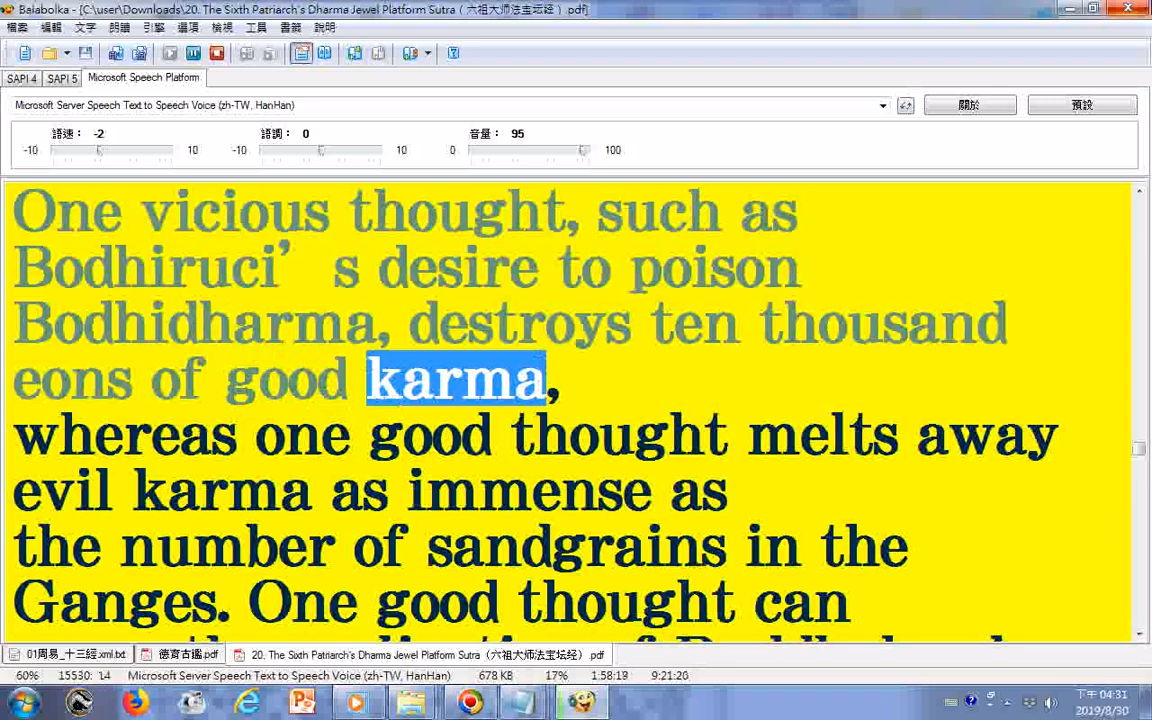 Balabolka - [C:\user\Downloads\20. The Sixth Patriarch's Dharma Jewel Platform Sutra（六祖大师法宝坛经）.pdf]
檔案 編輯 文字 朗讀 引擎 選項 檢視 工具 書籤 說明
SAPI 4 SAPI 5 Microsoft Speech Platform
Microsoft Server Speech Text to Speech Voice (zh-TW, HanHan) 關於 預設
語速： -2 語調： 0 音量： 95
-10 10 -10 10 0 100
One vicious thought, such as
Bodhiruci’s desire to poison
Bodhidharma, destroys ten thousand
eons of good karma,
whereas one good thought melts away
evil karma as immense as
the number of sandgrains in the
Ganges. One good thought can
01周易_十三經.xml.txt 德育古鑑.pdf 20. The Sixth Patriarch's Dharma Jewel Platform Sutra（六祖大师法宝坛经）.pdf
60% 15530: 14 Microsoft Server Speech Text to Speech Voice (zh-TW, HanHan) 678 KB 17% 1:58:19 9:21:20
下午 04:31
2019/8/30